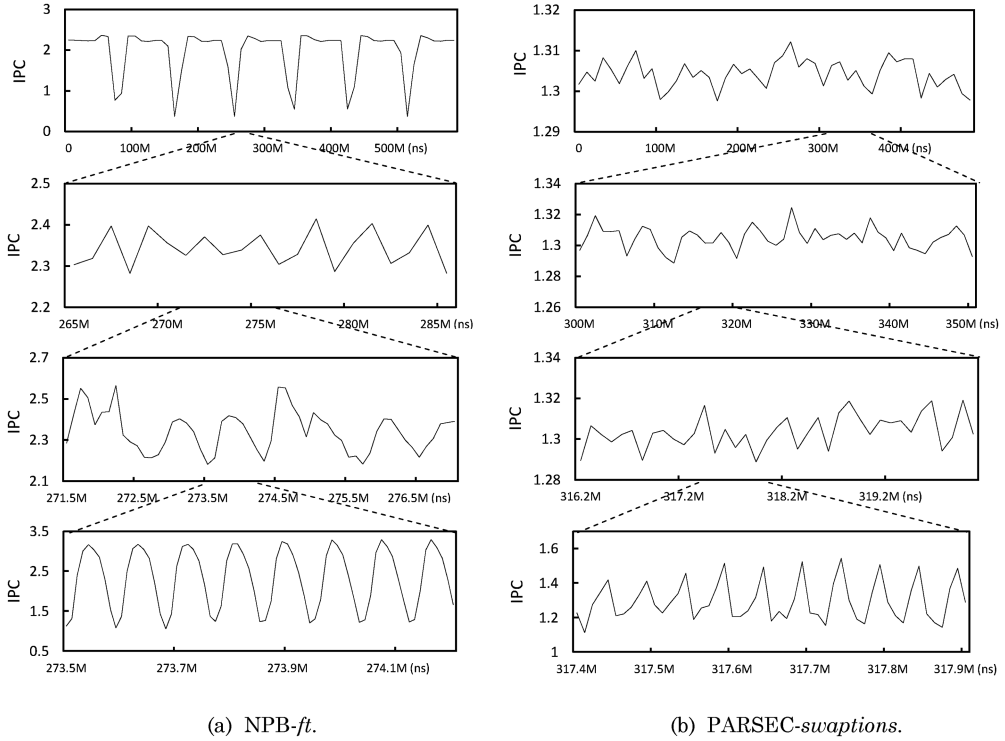 3
2
1
0
IPC
0 100M 200M 300M 400M 500M (ns)
2.5
2.4
2.3
2.2
IPC
265M 270M 275M 280M 285M (ns)
2.7
2.5
2.3
2.1
IPC
271.5M 272.5M 273.5M 274.5M 275.5M 276.5M (ns)
3.5
2.5
1.5
0.5
IPC
273.5M 273.7M 273.9M 274.1M (ns)
(a) NPB-ft.
1.32
1.31
1.3
1.29
IPC
0 100M 200M 300M 400M (ns)
1.34
1.32
1.3
1.28
1.26
IPC
300M 310M 320M 330M 340M 350M (ns)
1.34
1.32
1.3
1.28
IPC
316.2M 317.2M 318.2M 319.2M (ns)
1.6
1.4
1.2
1
IPC
317.4M 317.5M 317.6M 317.7M 317.8M 317.9M (ns)
(b) PARSEC-swaptions.